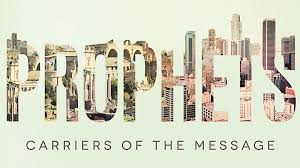 PROPHETS
CARRIERS OF THE MESSAGE